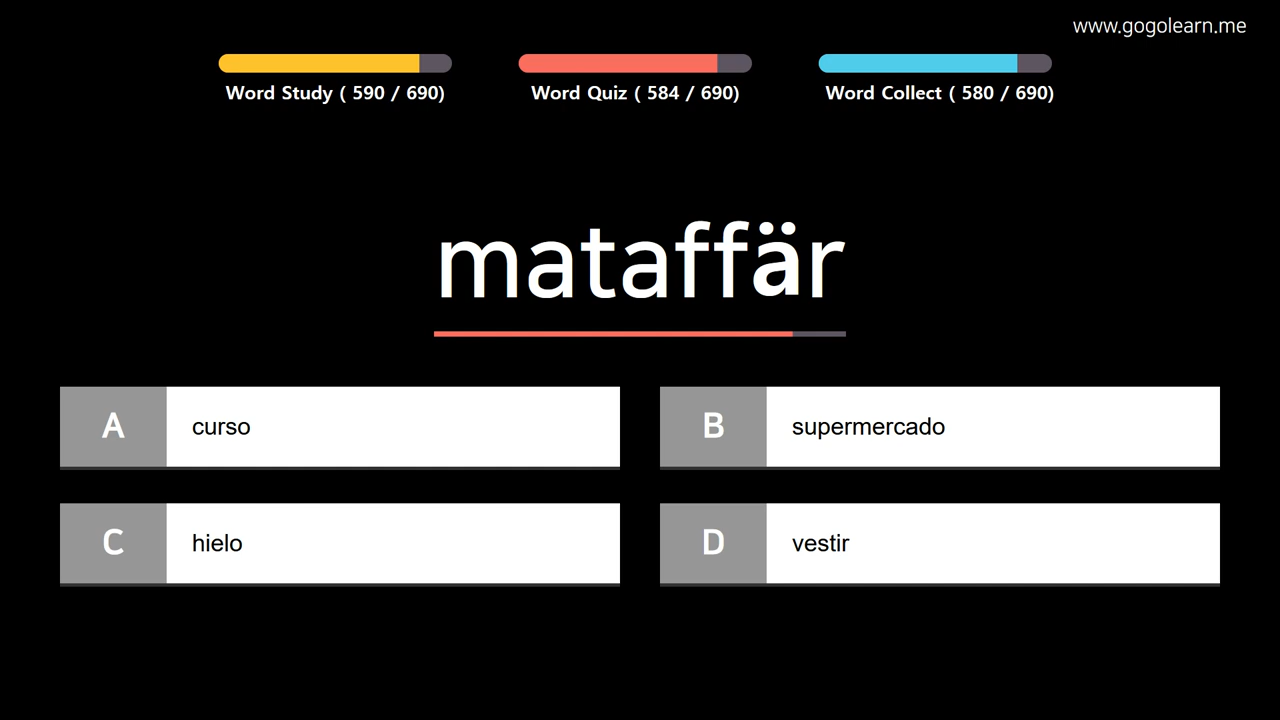 www.gogolearn.me
Word Study ( 590 / 690)
Word Quiz ( 584 / 690)
Word Collect ( 580 / 690)
mataffär
A curso
B supermercado
C hielo
D vestir